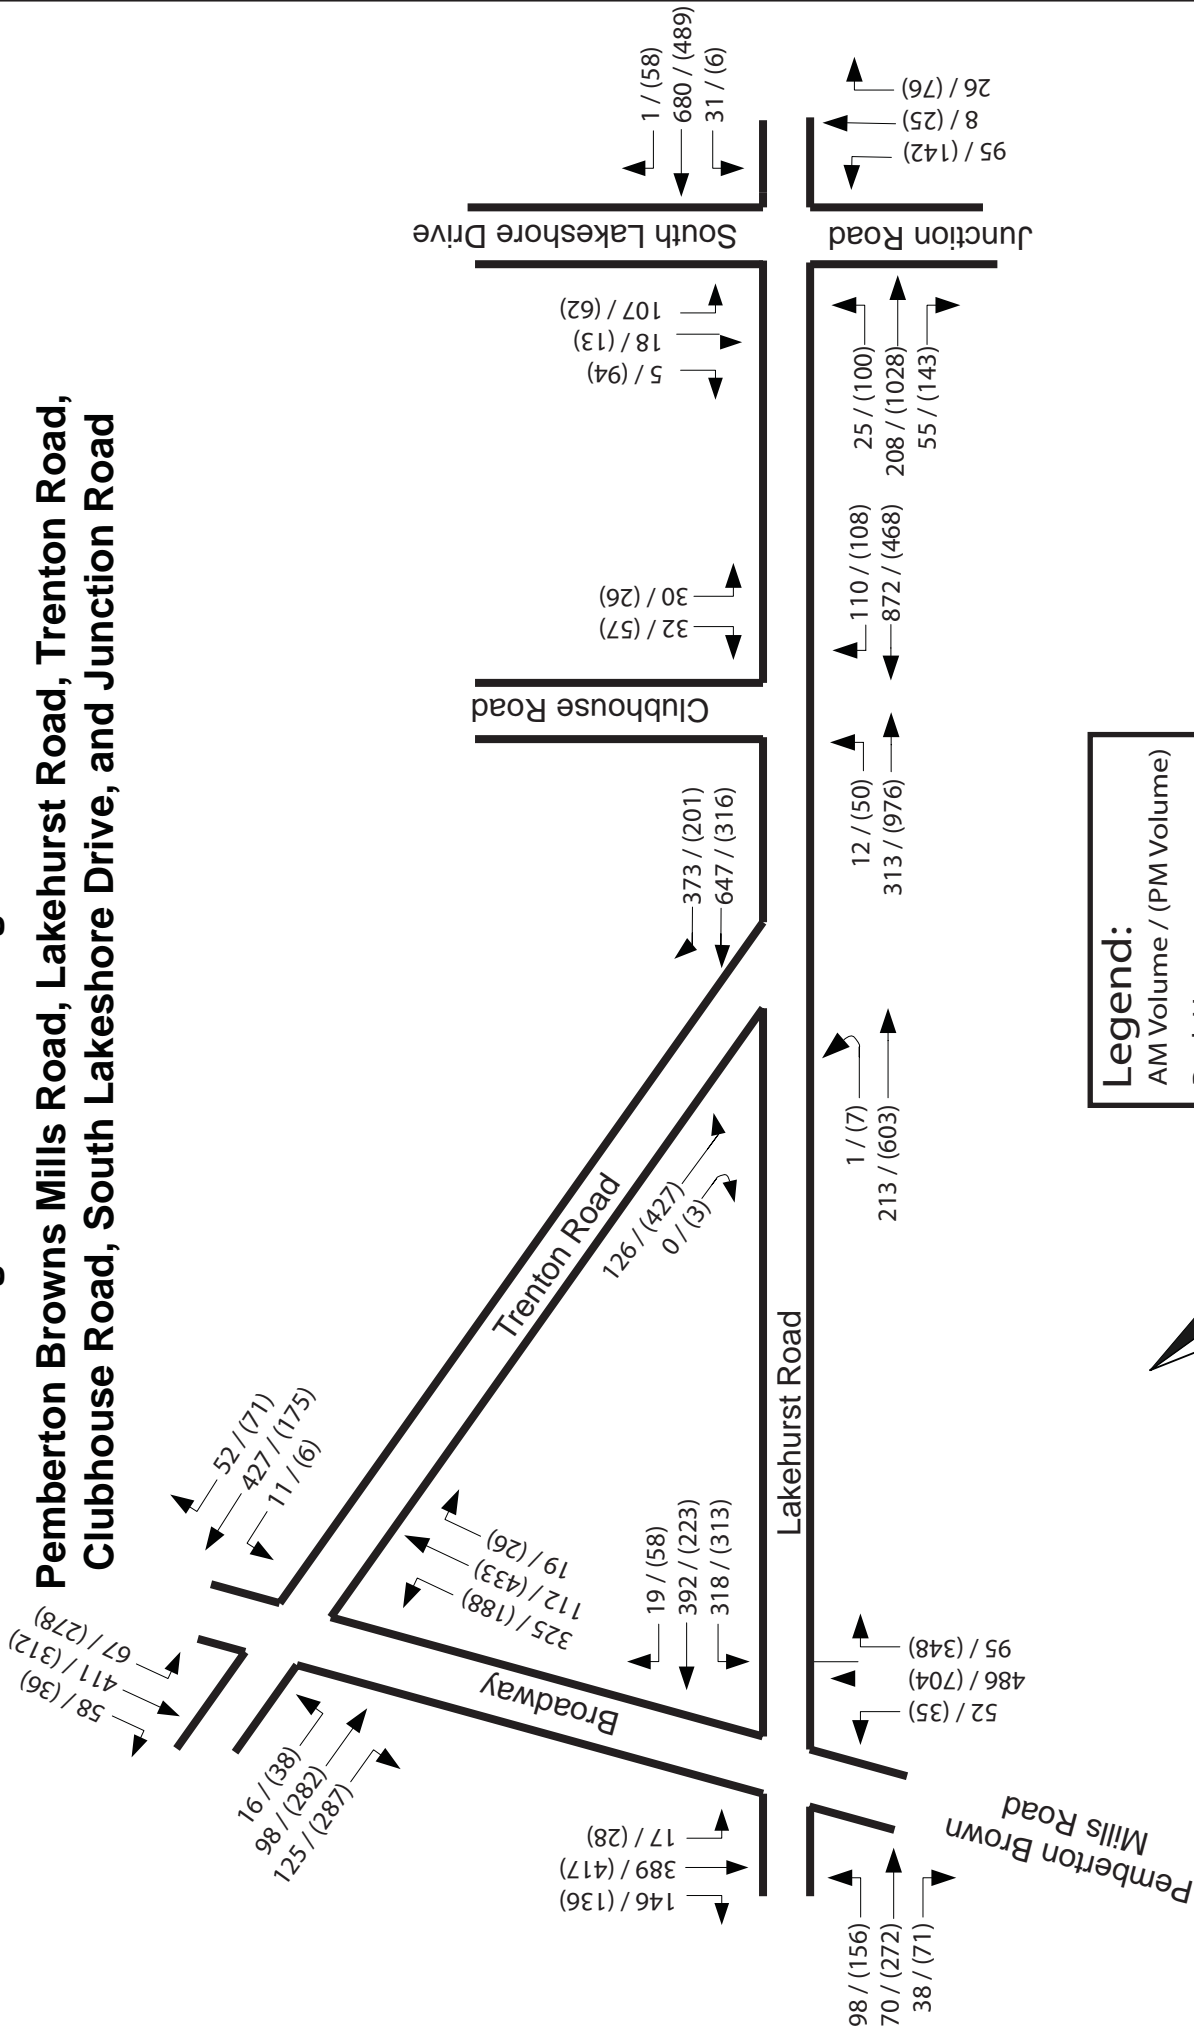 Pemberton Browns Mills Road, Lakehurst Road, Trenton Road,
Clubhouse Road, South Lakeshore Drive, and Junction Road
1 / (58)
680 / (489)
31 / (6)
26 / (76)
8 / (25)
95 / (142)
South Lakeshore Drive
Junction Road
107 / (62)
18 / (13)
5 / (94)
25 / (100)
208 / (1028)
55 / (143)
30 / (26)
32 / (57)
110 / (108)
872 / (468)
Clubhouse Road
12 / (50)
313 / (976)
373 / (201)
647 / (316)
1 / (7)
213 / (603)
126 / (427)
0 / (3)
Trenton Road
Lakehurst Road
52 / (71)
427 / (175)
11 / (6)
67 / (278)
411 / (312)
58 / (36)
19 / (26)
112 / (433)
325 / (188)
19 / (58)
392 / (223)
318 / (313)
95 / (348)
486 / (704)
52 / (35)
Broadway
16 / (38)
98 / (282)
125 / (287)
17 / (28)
389 / (417)
146 / (136)
98 / (156)
70 / (272)
38 / (71)
Pemberton Brown
Mills Road
Legend:
AM Volume / (PM Volume)